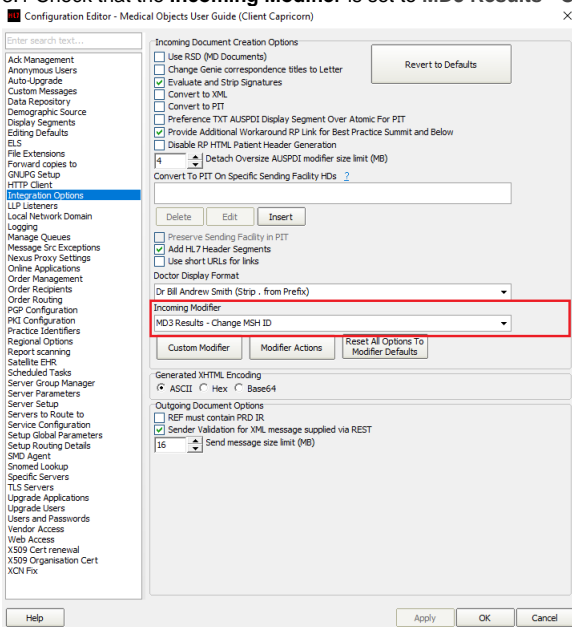 Check that the Incoming Modifier is set to MD3 Results - C
Configuration Editor - Medical Objects User Guide (Client Capricorn)
Enter search text...
Ack Management
Anonymous Users
Auto-Upgrade
Custom Messages
Data Repository
Demographic Source
Display Segments
Editing Defaults
ELS
File Extensions
Forward copies to
GNUPG Setup
HTTP Client
Integration Options
LLP Listeners
Local Network Domain
Logging
Manage Queues
Message Src Exceptions
Nexus Proxy Settings
Online Applications
Order Management
Order Recipients
Order Routing
PGP Configuration
PKI Configuration
Practice Identifiers
Regional Options
Report scanning
Satellite EHR
Scheduled Tasks
Server Group Manager
Server Parameters
Server Setup
Servers to Route to
Service Configuration
Setup Global Parameters
Setup Routing Details
SMD Agent
Snomed Lookup
Specific Servers
TLS Servers
Upgrade Applications
Upgrade Users
Users and Passwords
Vendor Access
Web Access
X509 Cert renewal
X509 Organisation Cert
XCN Fix
Incoming Document Creation Options
Use RSD (MD Documents)
Change Genie correspondence titles to Letter
Evaluate and Strip Signatures
Convert to XML
Convert to PIT
Preference TXT AUSPDI Display Segment Over Atomic For PIT
Provide Additional Workaround RP Link for Best Practice Summit and Below
Disable RP HTML Patient Header Generation
4 Detach Oversize AUSPDI modifier size limit (MB)
Revert to Defaults
Convert To PIT On Specific Sending Facility HDs ?
Delete Edit Insert
Preserve Sending Facility in PIT
Add HL7 Header Segments
Use short URLs for links
Doctor Display Format
Dr Bill Andrew Smith (Strip . from Prefix)
Incoming Modifier
MD3 Results - Change MSH ID
Custom Modifier Modifier Actions Reset All Options To
Modifier Defaults
Generated XHTML Encoding
ASCII Hex Base64
Outgoing Document Options
REF must contain PRD IR
Sender Validation for XML message supplied via REST
16 Send message size limit (MB)
Help Apply OK Cancel